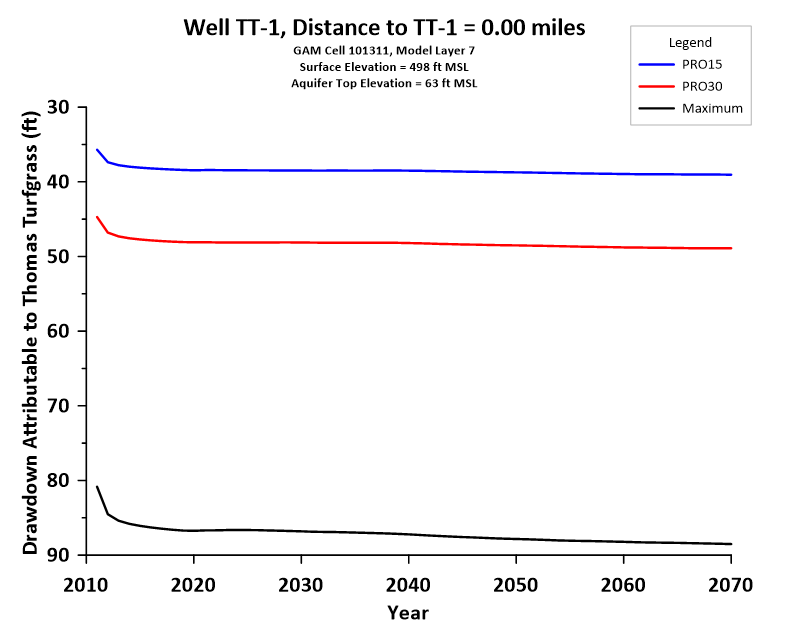 Well TT-1, Distance to TT-1 = 0.00 miles
GAM Cell 101311, Model Layer 7
Surface Elevation = 498 ft MSL
Aquifer Top Elevation = 63 ft MSL
Legend
PRO15
PRO30
Maximum
Drawdown Attributable to Thomas Turfgrass (ft)
30
40
50
60
70
80
90
2010 2020 2030 2040 2050 2060 2070
Year